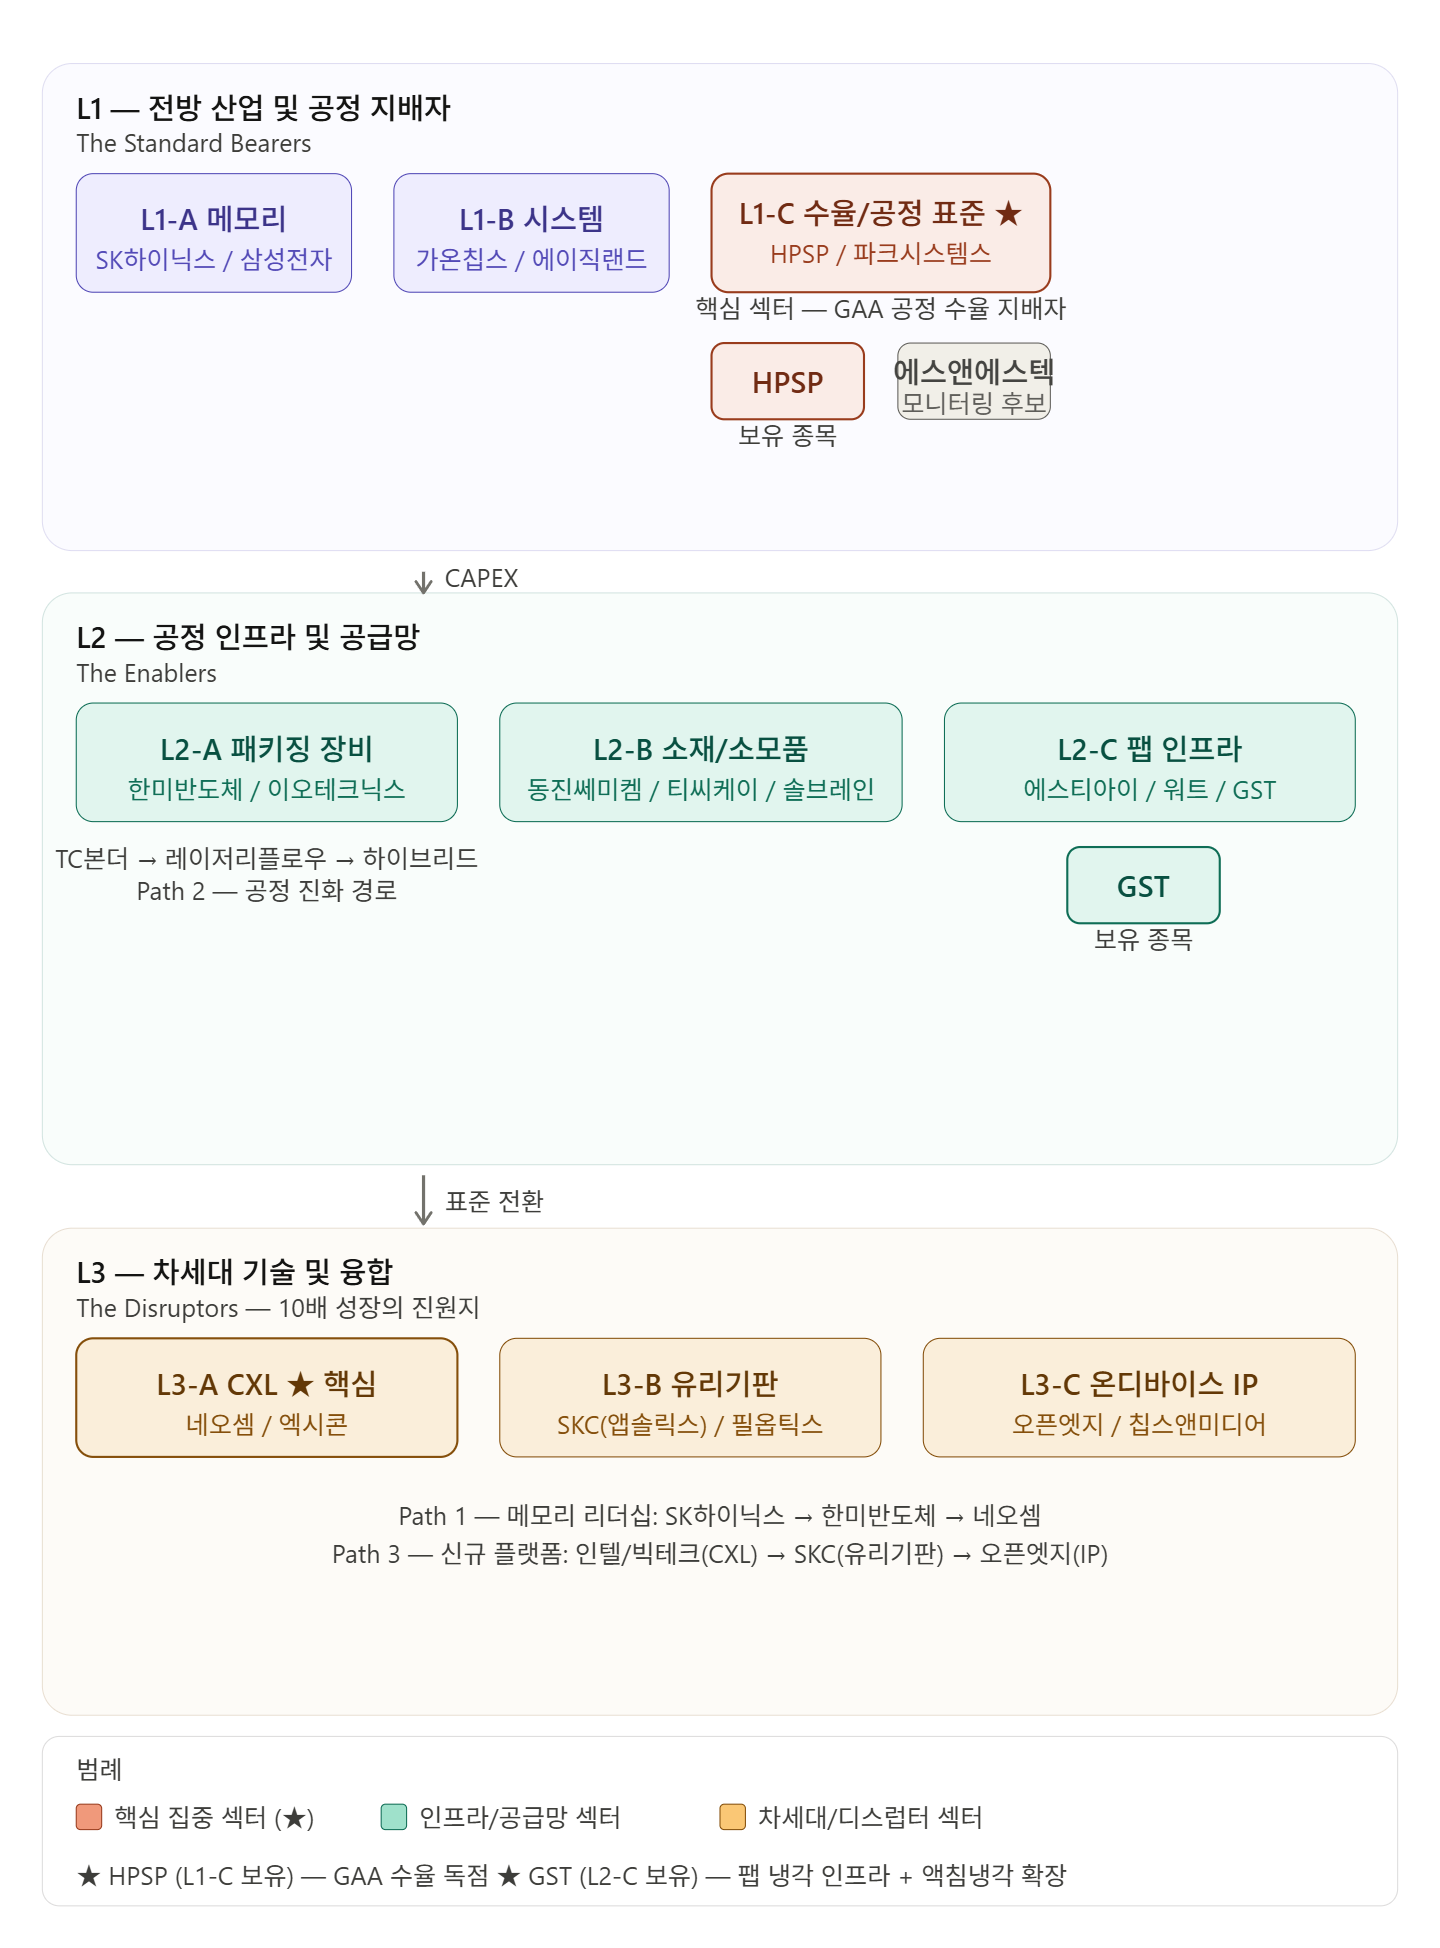 L1 — 전방 산업 및 공정 지배자
The Standard Bearers
L1-A 메모리
SK하이닉스 / 삼성전자
L1-B 시스템
가온칩스 / 에이직랜드
L1-C 수율/공정 표준 ★
HPSP / 파크시스템스
핵심 섹터 — GAA 공정 수율 지배자
HPSP
보유 종목
에스앤에스텍
모니터링 후보
CAPEX
L2 — 공정 인프라 및 공급망
The Enablers
L2-A 패키징 장비
한미반도체 / 이오테크닉스
L2-B 소재/소모품
동진쎄미켐 / 티씨케이 / 솔브레인
L2-C 팹 인프라
에스티아이 / 워트 / GST
TC본더 → 레이저리플로우 → 하이브리드
Path 2 — 공정 진화 경로
GST
보유 종목
표준 전환
L3 — 차세대 기술 및 융합
The Disruptors — 10배 성장의 진원지
L3-A CXL ★ 핵심
네오셈 / 엑시콘
L3-B 유리기판
SKC(앱솔릭스) / 필옵틱스
L3-C 온디바이스 IP
오픈엣지 / 칩스앤미디어
Path 1 — 메모리 리더십: SK하이닉스 → 한미반도체 → 네오셈
Path 3 — 신규 플랫폼: 인텔/빅테크(CXL) → SKC(유리기판) → 오픈엣지(IP)
범례
핵심 집중 섹터 (★)
인프라/공급망 섹터
차세대/디스럽터 섹터
★ HPSP (L1-C 보유) — GAA 수율 독점 ★ GST (L2-C 보유) — 팹 냉각 인프라 + 액침냉각 확장